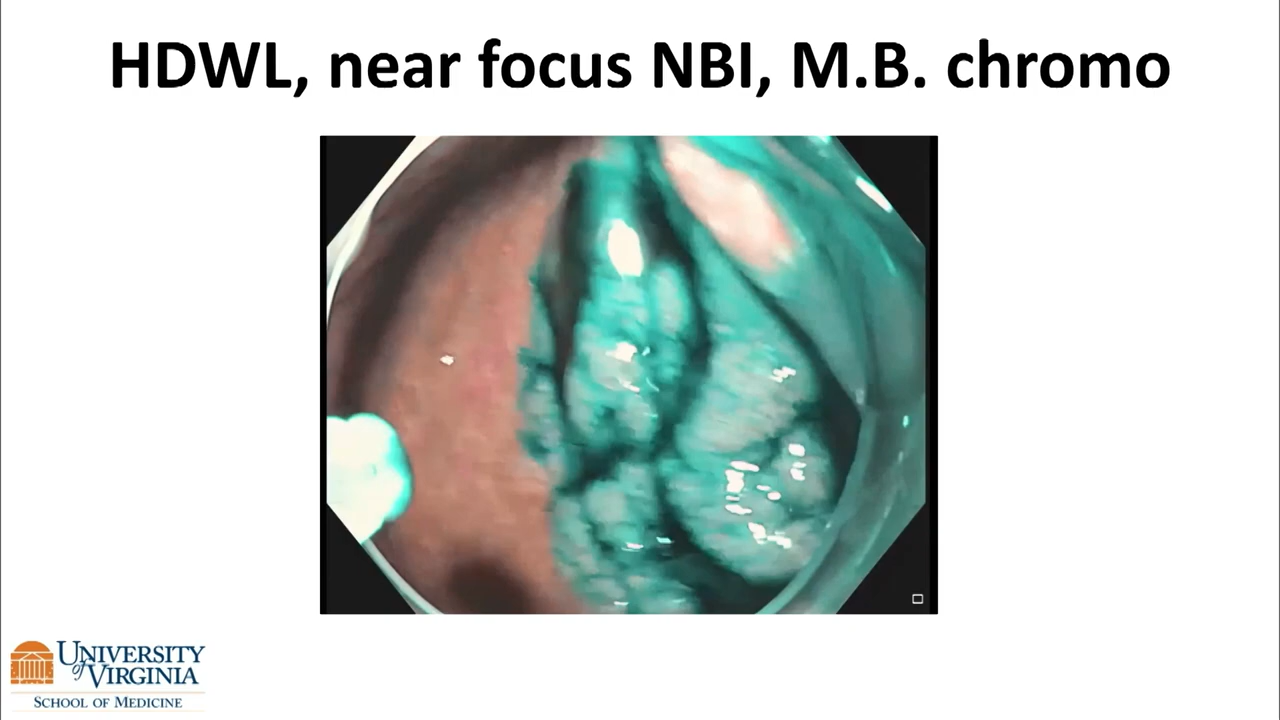 HDWL, near focus NBI, M.B. chromo
UNIVERSITY
of VIRGINIA
SCHOOL OF MEDICINE